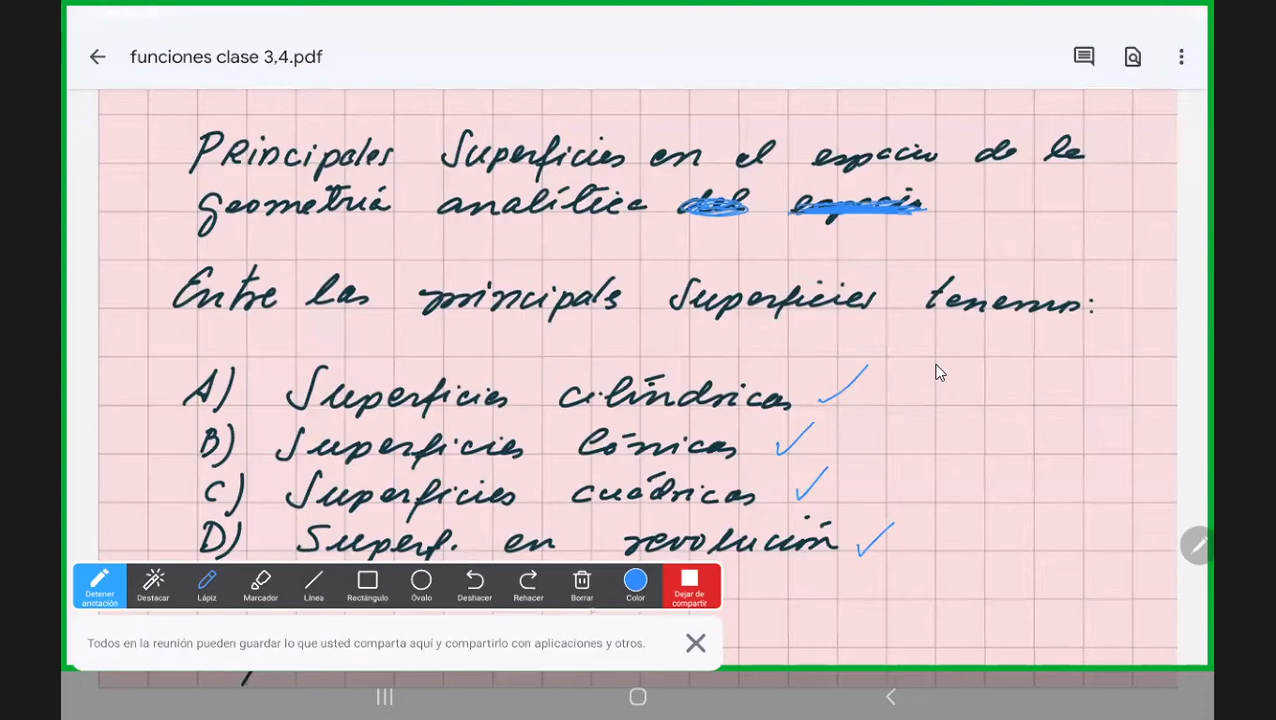 funciones clase 3,4.pdf
Principales Superficies en el espacio de la
geometría analítica
Entre las principals Superficies tenemos:
A) Superficies cilíndricas
B) Superficies Cónicas
C) Superficies cuádricas
D) Superf. en revolución
Detener anotación Destacar Lápiz Marcador Línea Rectángulo Óvalo Deshacer Rehacer Borrar Color Dejar de compartir
Todos en la reunión pueden guardar lo que usted comparta aquí y compartirlo con aplicaciones y otros.